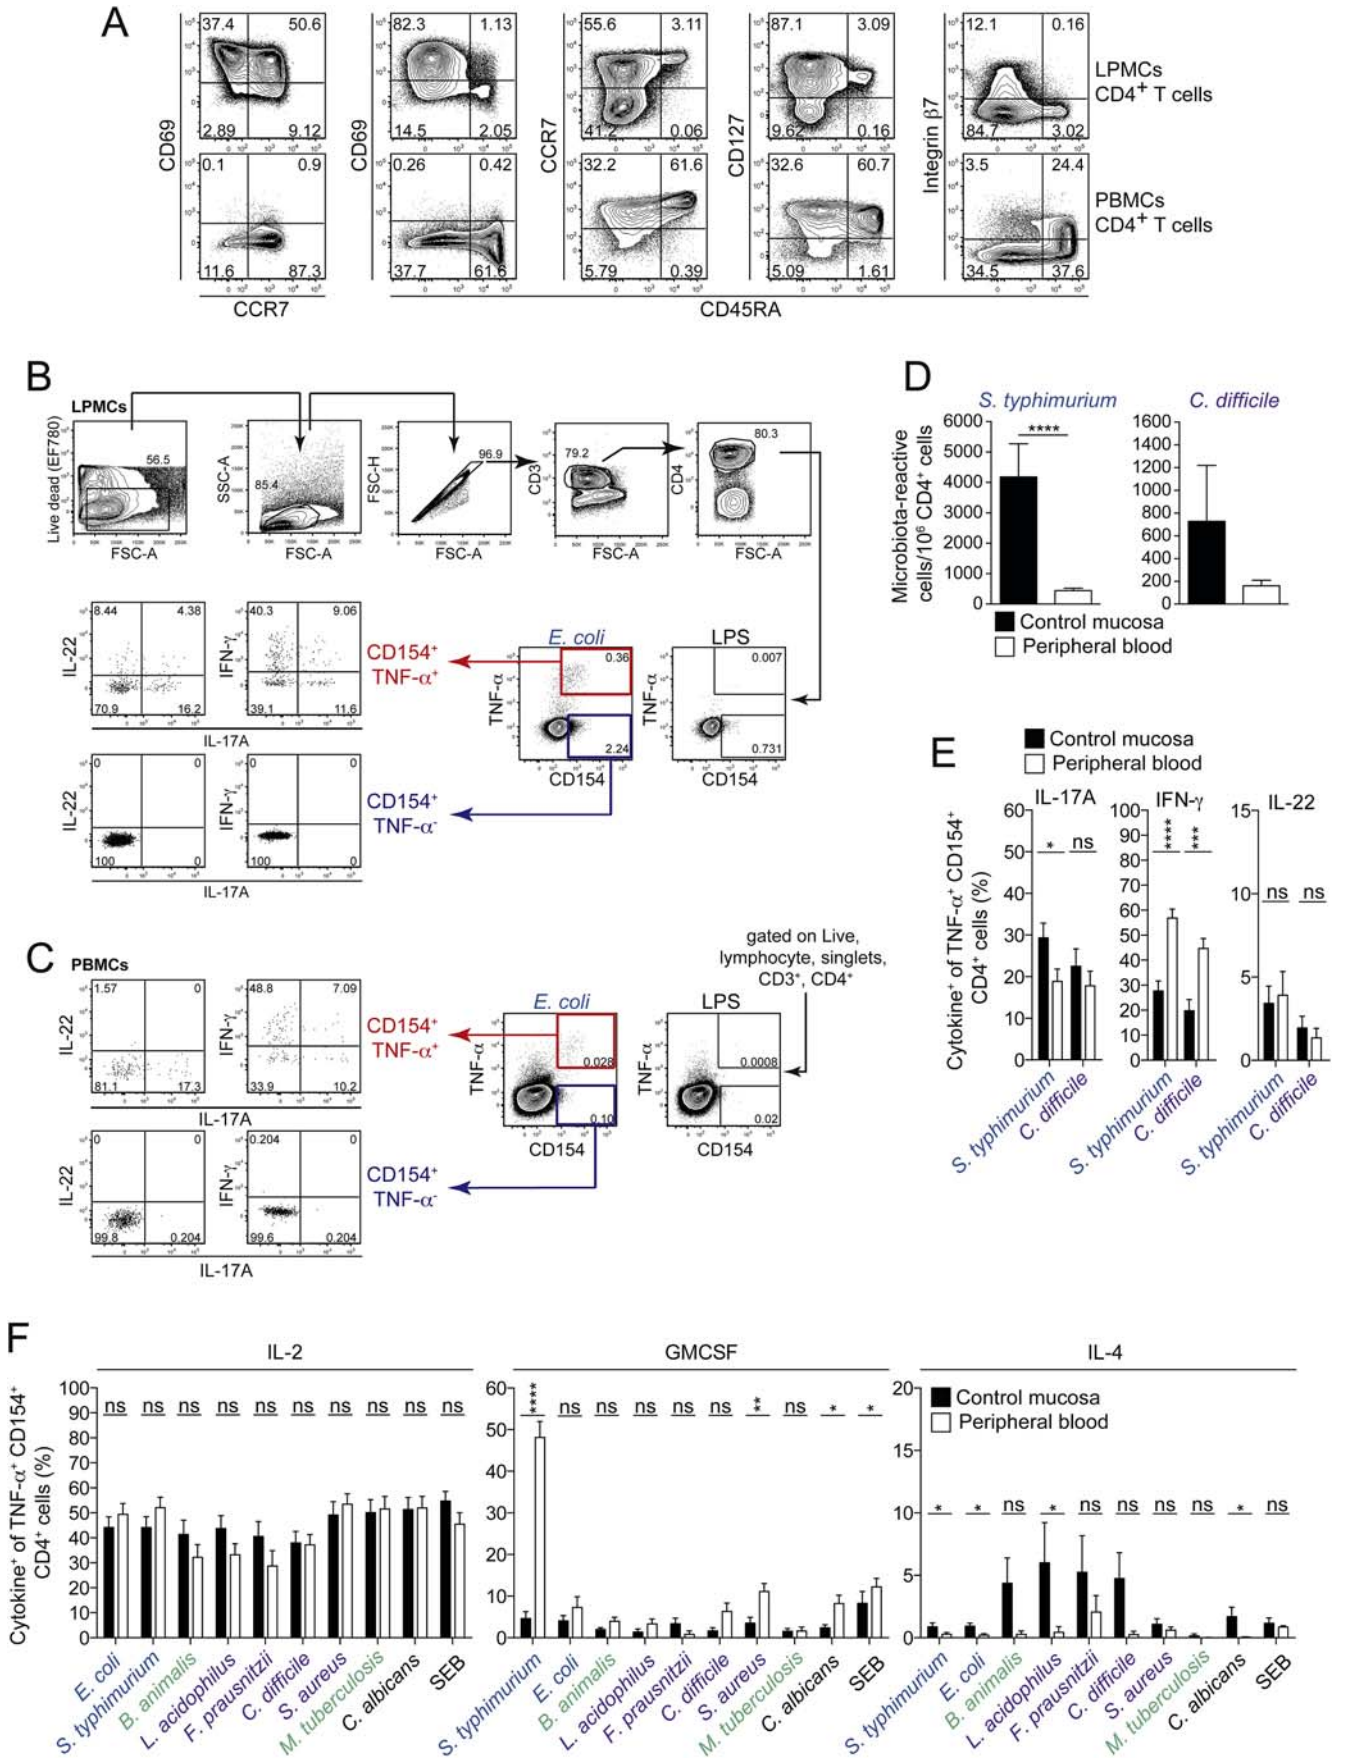 A
37.4 50.6
2.89 9.12
82.3 1.13
14.5 2.05
55.6 3.11
41.2 0.06
87.1 3.09
9.62 0.16
12.1 0.16
84.7 3.02
LPMCs
CD4+ T cells
0.1 0.9
11.6 87.3
0.26 0.42
37.7 61.6
32.2 61.6
5.79 0.39
32.6 60.7
5.09 1.61
3.5 24.4
34.5 37.6
PBMCs
CD4+ T cells
CD69
CD69
CCR7
CD127
Integrin β7
CCR7
CD45RA
B
LPMCs
Live dead (EF780)
56.5
FSC-A
SSC-A
85.4
FSC-A
FSC-H
96.9
FSC-A
CD3
79.2
FSC-A
CD4
80.3
FSC-A
IL-22
8.44 4.38
70.9 16.2
IFN-γ
40.3 9.06
39.1 11.6
IL-17A
CD154+
TNF-α+
E. coli
TNF-α
0.36
2.24
CD154
LPS
TNF-α
0.007
0.731
CD154
IL-22
0 0
100 0
IFN-γ
0 0
100 0
IL-17A
CD154+
TNF-α-
C
PBMCs
IL-22
1.57 0
81.1 17.3
IFN-γ
48.8 7.09
33.9 10.2
IL-17A
CD154+
TNF-α+
E. coli
TNF-α
0.028
0.10
CD154
LPS
TNF-α
0.0008
0.02
CD154
gated on Live,
lymphocyte, singlets,
CD3+, CD4+
IL-22
0 0
99.8 0.204
IFN-γ
0.204 0
99.6 0.204
IL-17A
CD154+
TNF-α-
D
S. typhimurium
C. difficile
Microbiota-reactive
cells/10⁶ CD4+ cells
6000
5000
4000
3000
2000
1000
0
****
1600
1400
1200
1000
800
600
400
200
0
Control mucosa
Peripheral blood
E
Control mucosa
Peripheral blood
Cytokine+ of TNF-α+ CD154+
CD4+ cells (%)
IL-17A
60
50
40
30
20
10
0
* ns
S. typhimurium
C. difficile
IFN-γ
100
90
80
70
60
50
40
30
20
10
0
**** ***
S. typhimurium
C. difficile
IL-22
15
10
5
0
ns ns
S. typhimurium
C. difficile
F
Cytokine+ of TNF-α+ CD154+
CD4+ cells (%)
IL-2
100
90
80
70
60
50
40
30
20
10
0
ns ns ns ns ns ns ns ns ns ns
E. coli
S. typhimurium
B. animalis
L. acidophilus
F. prausnitzii
C. difficile
S. aureus
M. tuberculosis
C. albicans
SEB
GMCSF
60
50
40
30
20
10
0
**** ns ns ns ns ns ** ns * *
S. typhimurium
E. coli
B. animalis
L. acidophilus
F. prausnitzii
C. difficile
S. aureus
M. tuberculosis
C. albicans
SEB
IL-4
20
15
10
5
0
Control mucosa
Peripheral blood
* * ns * ns ns ns ns * ns
S. typhimurium
E. coli
B. animalis
L. acidophilus
F. prausnitzii
C. difficile
S. aureus
M. tuberculosis
C. albicans
SEB